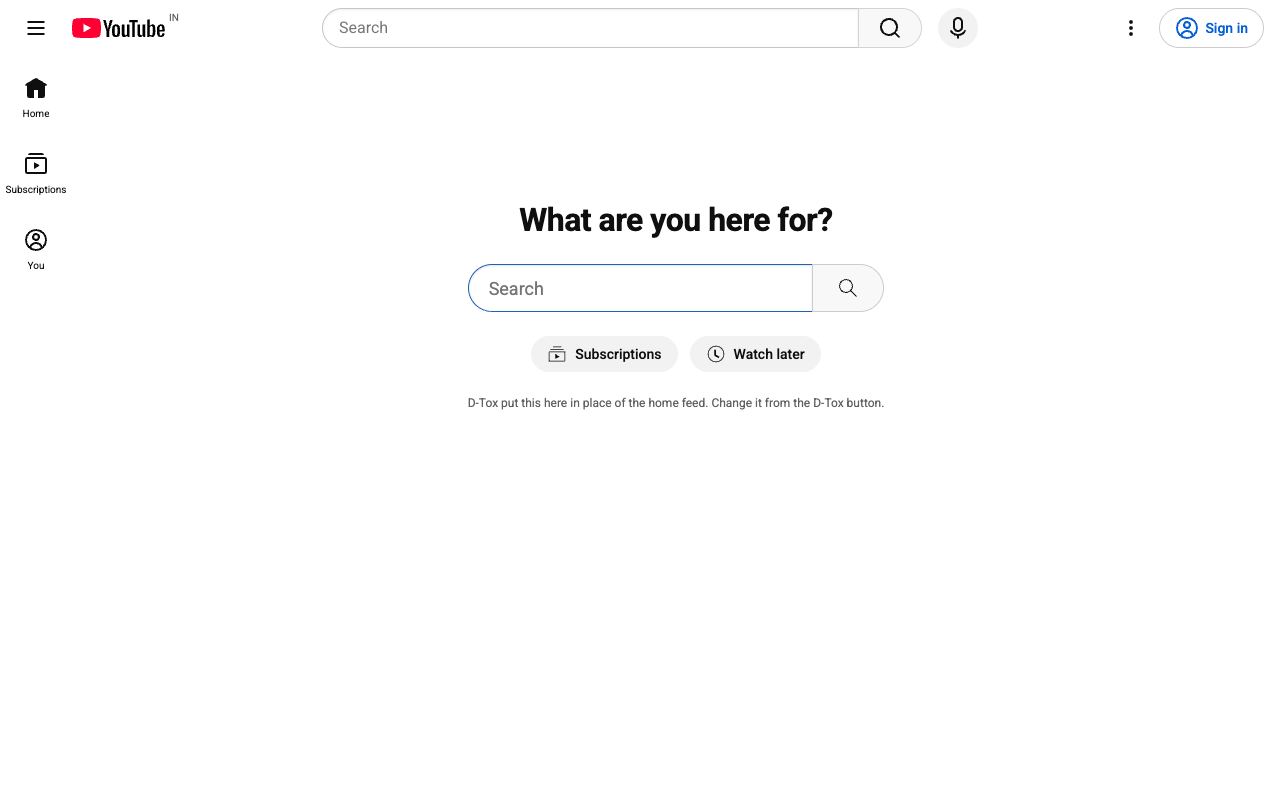 YouTube IN
Search
Sign in
Home
Subscriptions
You
What are you here for?
Search
Subscriptions
Watch later
D-Tox put this here in place of the home feed. Change it from the D-Tox button.